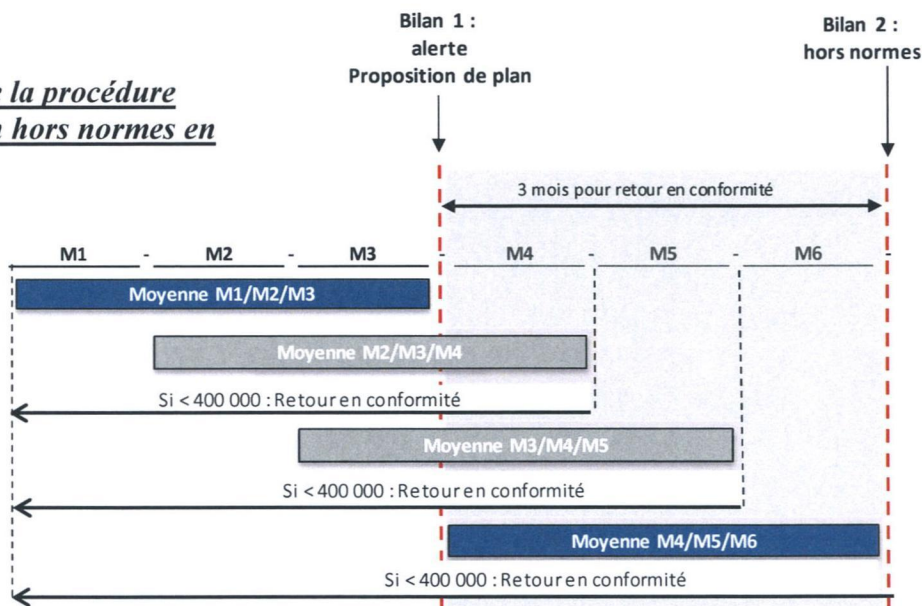 Bilan 1 :
alerte
Proposition de plan
Bilan 2 :
hors normes
la procédure
hors normes en
3 mois pour retour en conformité
M1 - M2 - M3 - M4 - M5 - M6 -
Moyenne M1/M2/M3
Moyenne M2/M3/M4
Si < 400 000 : Retour en conformité
Moyenne M3/M4/M5
Si < 400 000 : Retour en conformité
Moyenne M4/M5/M6
Si < 400 000 : Retour en conformité